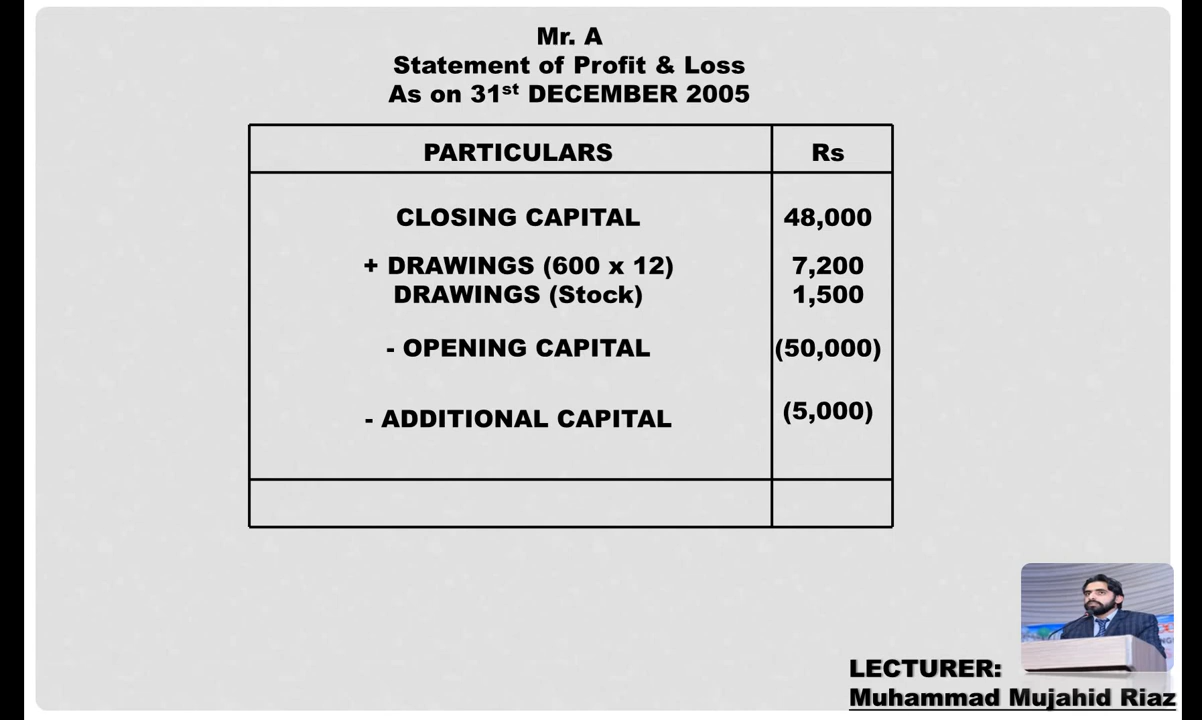 Mr. A
Statement of Profit & Loss
As on 31st DECEMBER 2005
PARTICULARS Rs
CLOSING CAPITAL 48,000
+ DRAWINGS (600 x 12) 7,200
DRAWINGS (Stock) 1,500
- OPENING CAPITAL (50,000)
- ADDITIONAL CAPITAL (5,000)
LECTURER:
Muhammad Mujahid Riaz